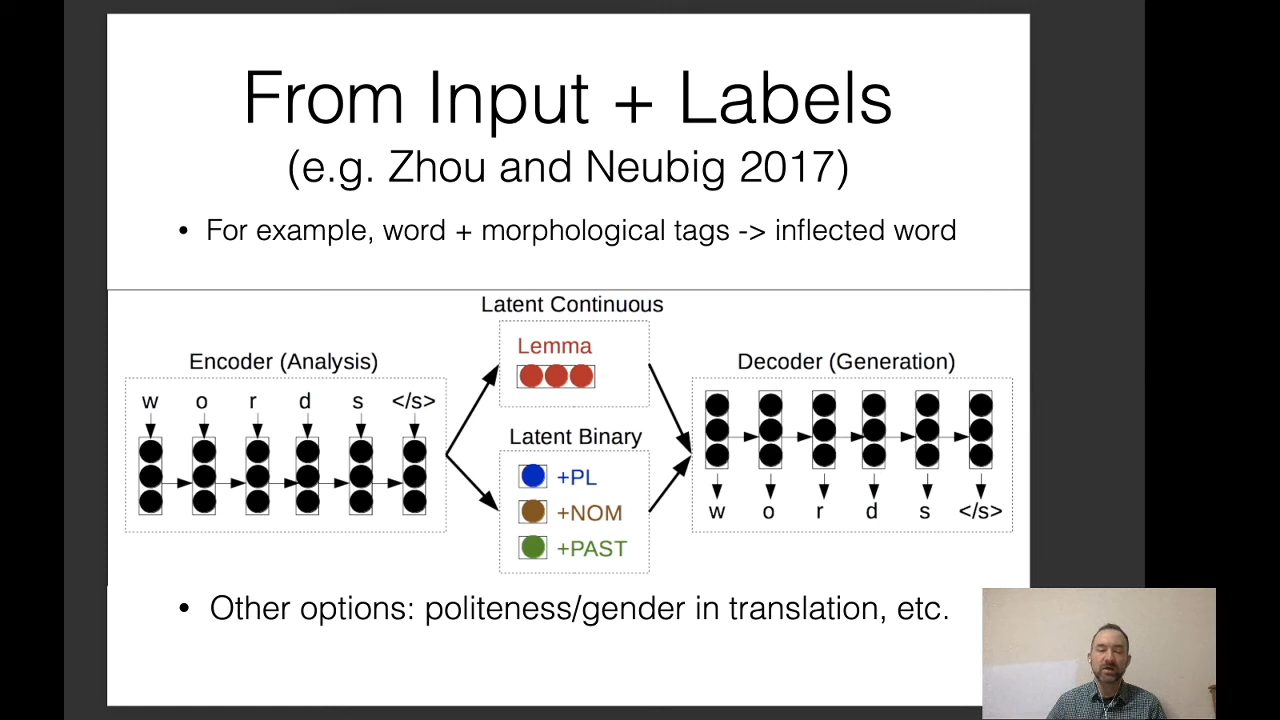 From Input + Labels
(e.g. Zhou and Neubig 2017)
• For example, word + morphological tags -> inflected word
Latent Continuous
Lemma
Encoder (Analysis)
w o r d s </s>
Latent Binary
+PL
+NOM
+PAST
Decoder (Generation)
w o r d s </s>
• Other options: politeness/gender in translation, etc.